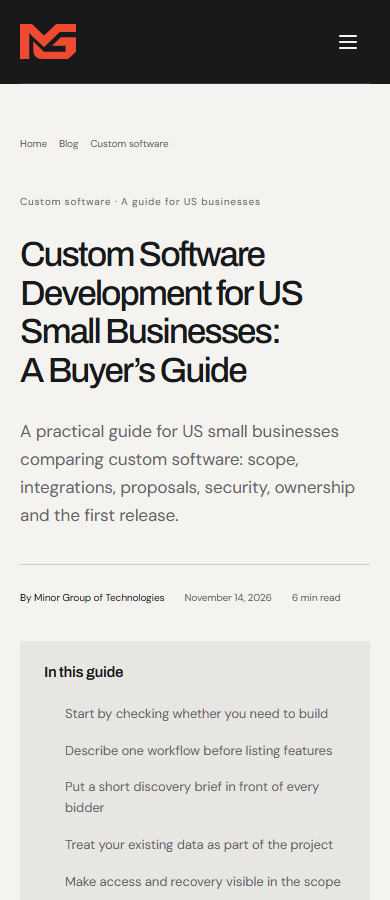 MG
Home Blog Custom software
Custom software · A guide for US businesses
Custom Software
Development for US
Small Businesses:
A Buyer’s Guide
A practical guide for US small businesses
comparing custom software: scope,
integrations, proposals, security, ownership
and the first release.
By Minor Group of Technologies November 14, 2026 6 min read
In this guide
Start by checking whether you need to build
Describe one workflow before listing features
Put a short discovery brief in front of every
bidder
Treat your existing data as part of the project
Make access and recovery visible in the scope